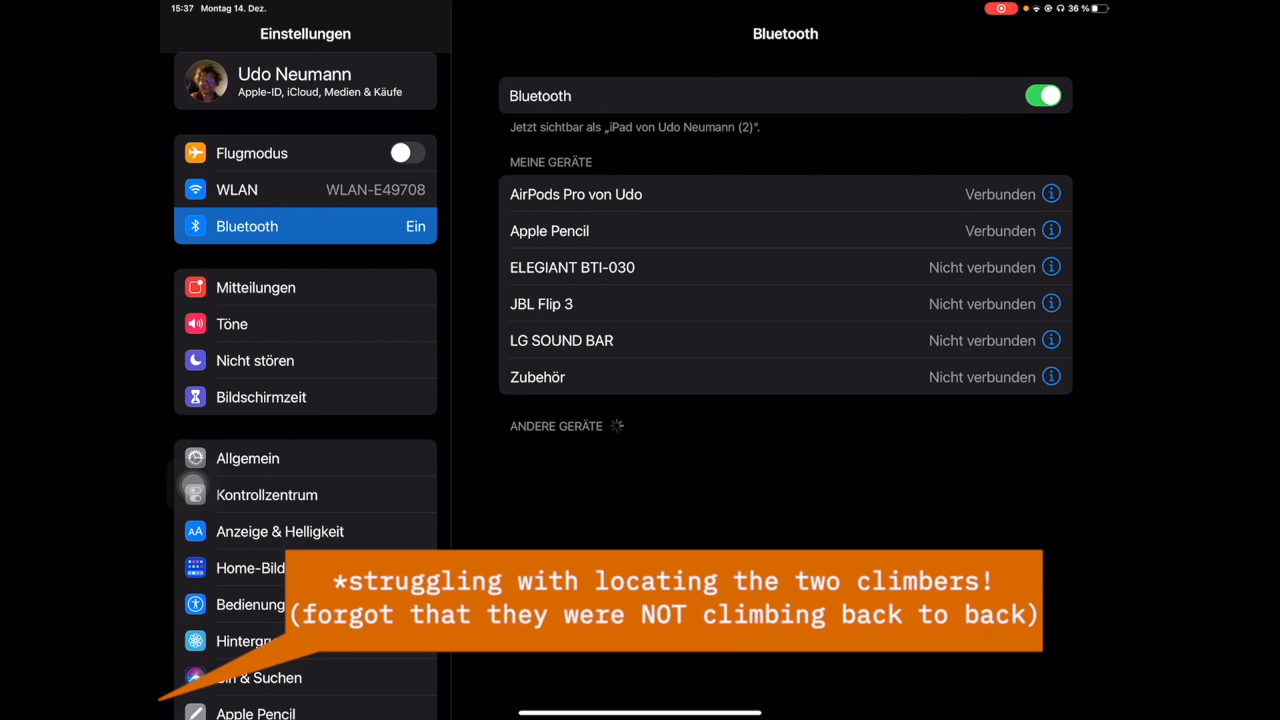 15:37 Montag 14. Dez.
36 %
Einstellungen
Udo Neumann
Apple-ID, iCloud, Medien & Käufe
Flugmodus
WLAN WLAN-E49708
Bluetooth Ein
Mitteilungen
Töne
Nicht stören
Bildschirmzeit
Allgemein
Kontrollzentrum
AA Anzeige & Helligkeit
Home-Bild
Bedienung
Hintergru
& Suchen
Apple Pencil
Bluetooth
Bluetooth
Jetzt sichtbar als „iPad von Udo Neumann (2)“.
MEINE GERÄTE
AirPods Pro von Udo Verbunden
Apple Pencil Verbunden
ELEGIANT BTI-030 Nicht verbunden
JBL Flip 3 Nicht verbunden
LG SOUND BAR Nicht verbunden
Zubehör Nicht verbunden
ANDERE GERÄTE
*struggling with locating the two climbers!
(forgot that they were NOT climbing back to back)